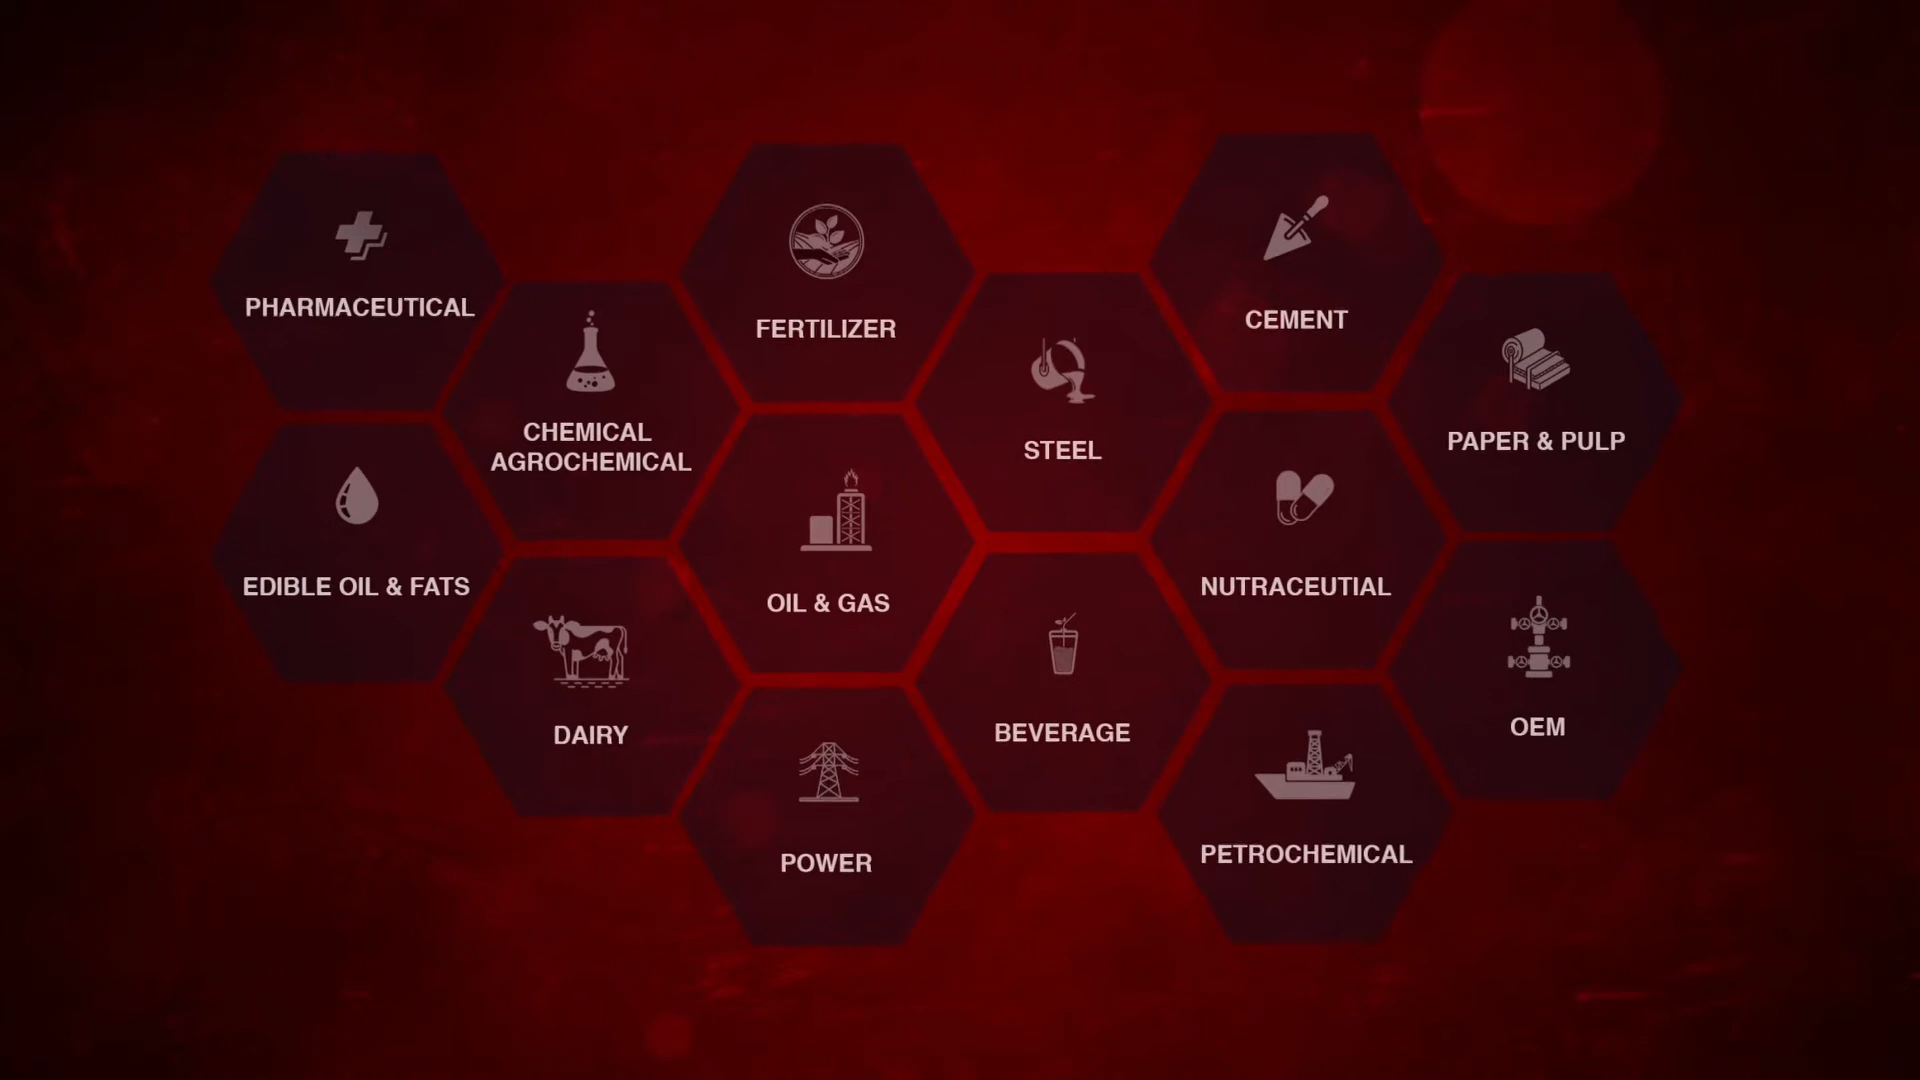 PHARMACEUTICAL
EDIBLE OIL & FATS
CHEMICAL
AGROCHEMICAL
DAIRY
FERTILIZER
OIL & GAS
POWER
STEEL
BEVERAGE
CEMENT
NUTRACEUTIAL
PETROCHEMICAL
PAPER & PULP
OEM